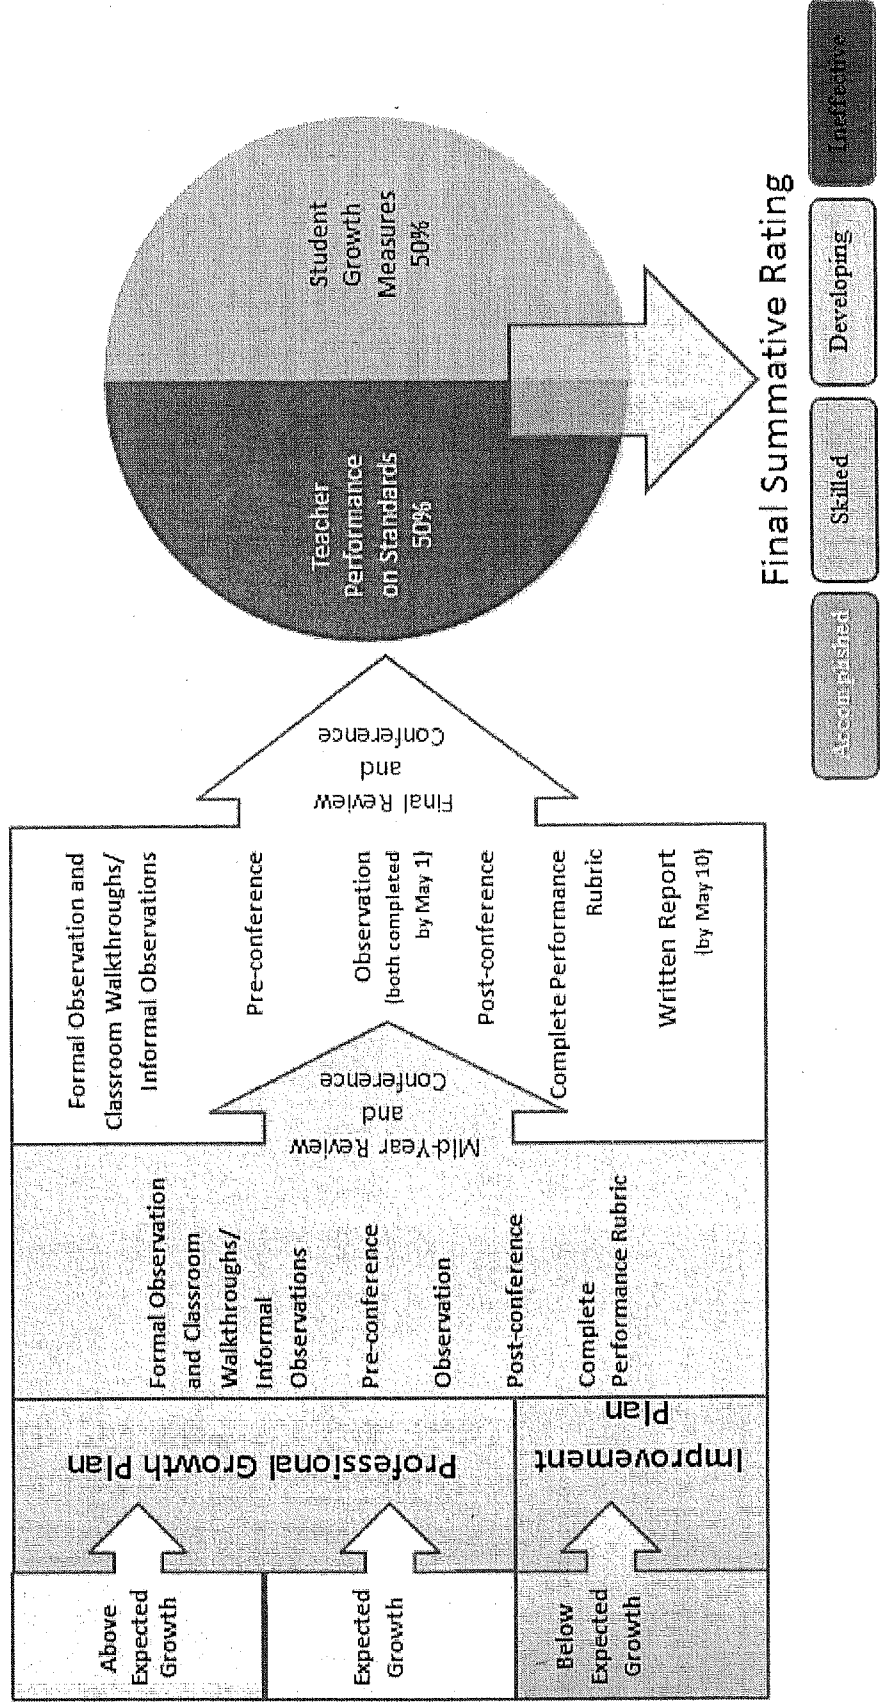 Above
Expected
Growth
Expected
Growth
Below
Expected
Growth
Professional Growth Plan
Improvement
Plan
Formal Observation
and Classroom
Walkthroughs/
Informal
Observations
Pre-conference
Observation
Post-conference
Complete
Performance Rubric
Mid-Year Review
and
Conference
Formal Observation and
Classroom Walkthroughs/
Informal Observations
Pre-conference
Observation
(both completed
by May 1)
Post-conference
Complete Performance
Rubric
Written Report
(by May 10)
Final Review
and
Conference
Teacher
Performance
on Standards
50%
Student
Growth
Measures
50%
Final Summative Rating
Accomplished
Skilled
Developing
Ineffective